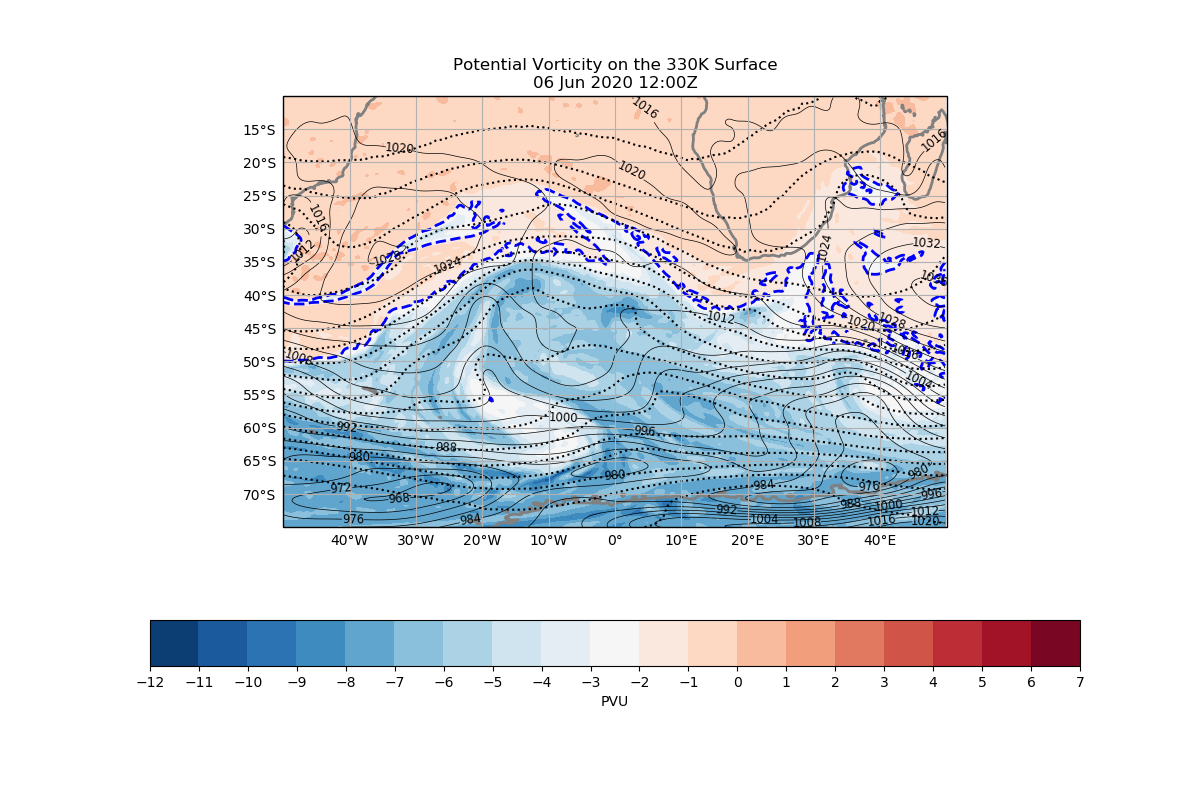 Potential Vorticity on the 330K Surface
06 Jun 2020 12:00Z
1016
1020
1020
1016
1016
1012
1028
1024
1024
1032
1012
1020
1028
1008
1004
1000
992
996
988
980
980
984
976
980
972
968
988
1000
996
992
1012
976
984
1004
1008
1016
1020
15°S
20°S
25°S
30°S
35°S
40°S
45°S
50°S
55°S
60°S
65°S
70°S
40°W
30°W
20°W
10°W
0°
10°E
20°E
30°E
40°E
−12
−11
−10
−9
−8
−7
−6
−5
−4
−3
−2
−1
0
1
2
3
4
5
6
7
PVU